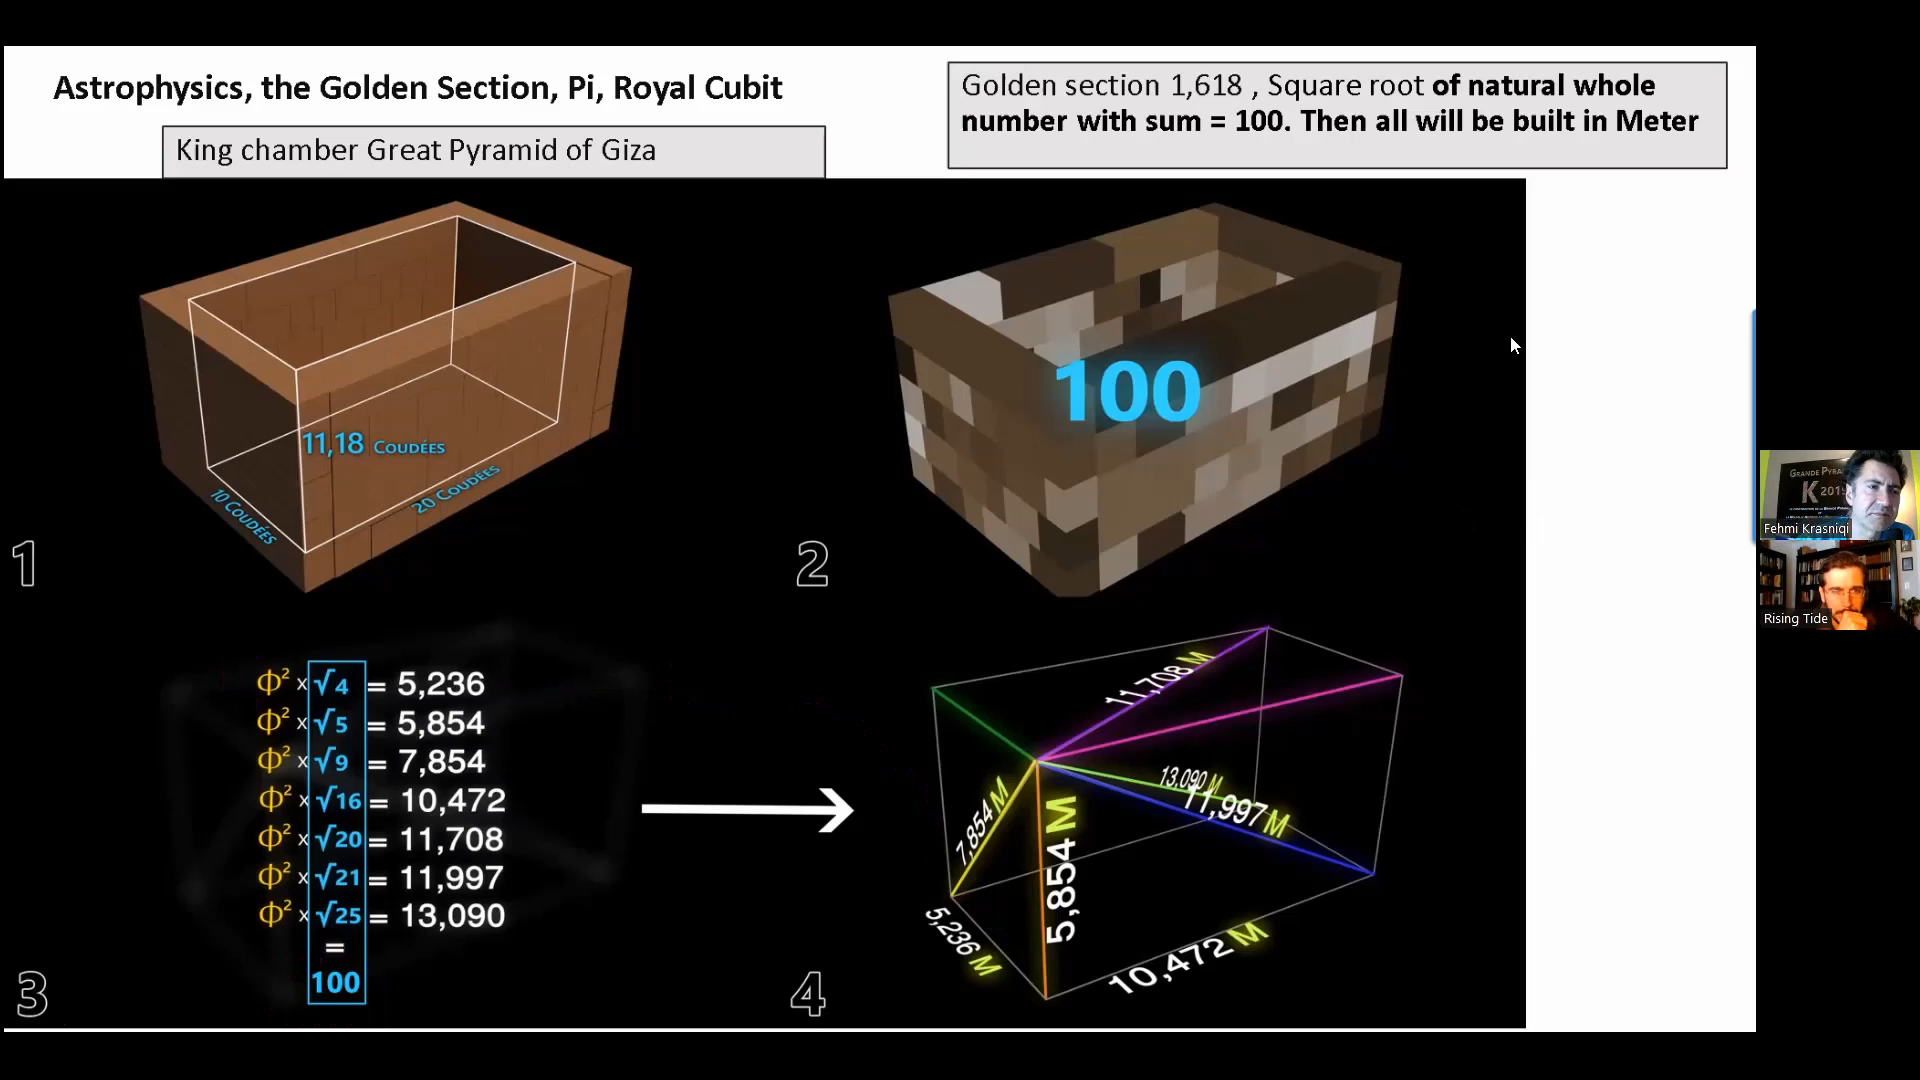 Astrophysics, the Golden Section, Pi, Royal Cubit
King chamber Great Pyramid of Giza
Golden section 1,618 , Square root of natural whole
number with sum = 100. Then all will be built in Meter
11,18 COUDÉES
10 COUDÉES
20 COUDÉES
1
100
2
Φ² x √4 = 5,236
Φ² x √5 = 5,854
Φ² x √9 = 7,854
Φ² x √16 = 10,472
Φ² x √20 = 11,708
Φ² x √21 = 11,997
Φ² x √25 = 13,090
=
100
3
11,708 M
13,090 M
11,997 M
7,854 M
5,854 M
5,236 M
10,472 M
4
GRANDE PYRA
K 2019
Fehmi Krasniqi
Rising Tide